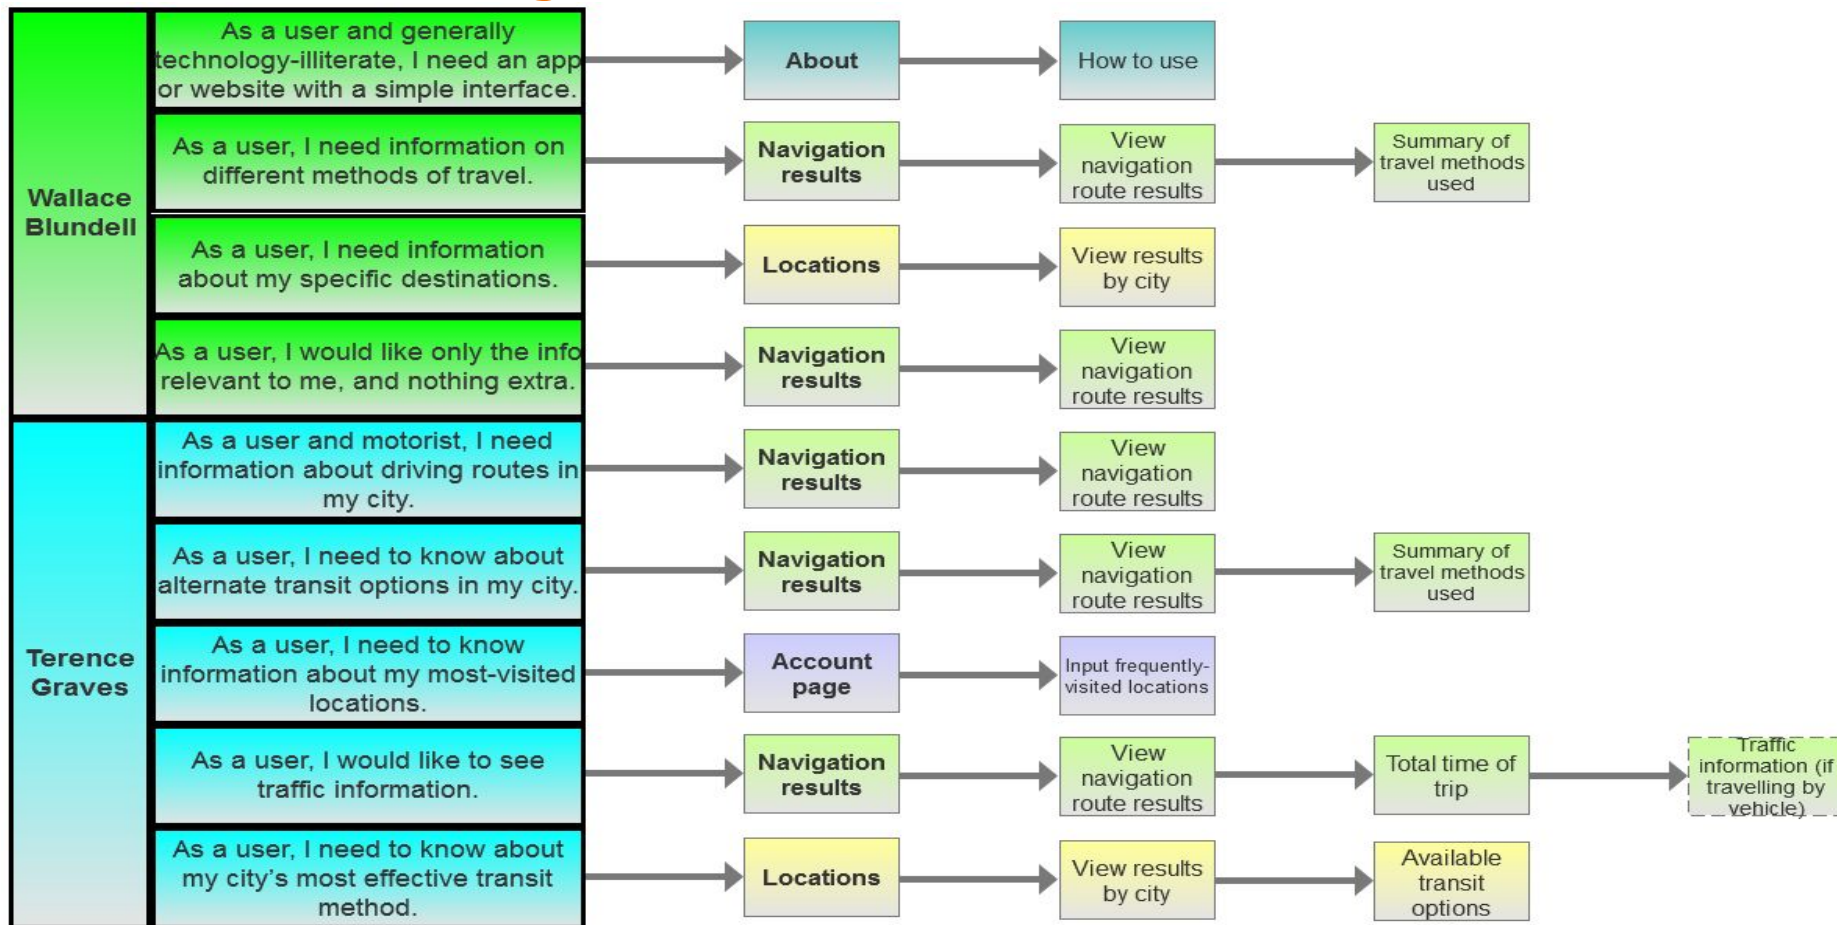 As a user and generally
technology-illiterate, I need an app
or website with a simple interface.
About
How to use
As a user, I need information on
different methods of travel.
Navigation
results
View
navigation
route results
Summary of
travel methods
used
Wallace
Blundell
As a user, I need information
about my specific destinations.
Locations
View results
by city
As a user, I would like only the info
relevant to me, and nothing extra.
Navigation
results
View
navigation
route results
As a user and motorist, I need
information about driving routes in
my city.
Navigation
results
View
navigation
route results
As a user, I need to know about
alternate transit options in my city.
Navigation
results
View
navigation
route results
Summary of
travel methods
used
Terence
Graves
As a user, I need to know
information about my most-visited
locations.
Account
page
Input frequently-
visited locations
As a user, I would like to see
traffic information.
Navigation
results
View
navigation
route results
Total time of
trip
Traffic
information (if
travelling by
vehicle)
As a user, I need to know about
my city’s most effective transit
method.
Locations
View results
by city
Available
transit
options